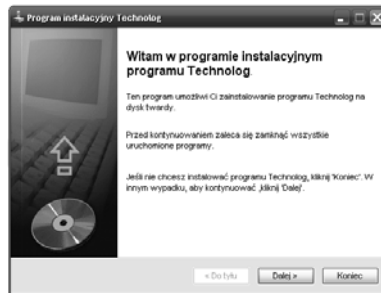 Program instalacyjny Technolog
Witam w programie instalacyjnym
programu Technolog.
Ten program umożliwi Ci zainstalowanie programu Technolog na
dysk twardy.
Przed kontynuowaniem zaleca się zamknąć wszystkie
uruchomione programy.
Jeśli nie chcesz instalować programu Technolog, kliknij 'Koniec'. W
innym wypadku, aby kontynuować ,kliknij 'Dalej'.
< Do tyłu Dalej > Koniec